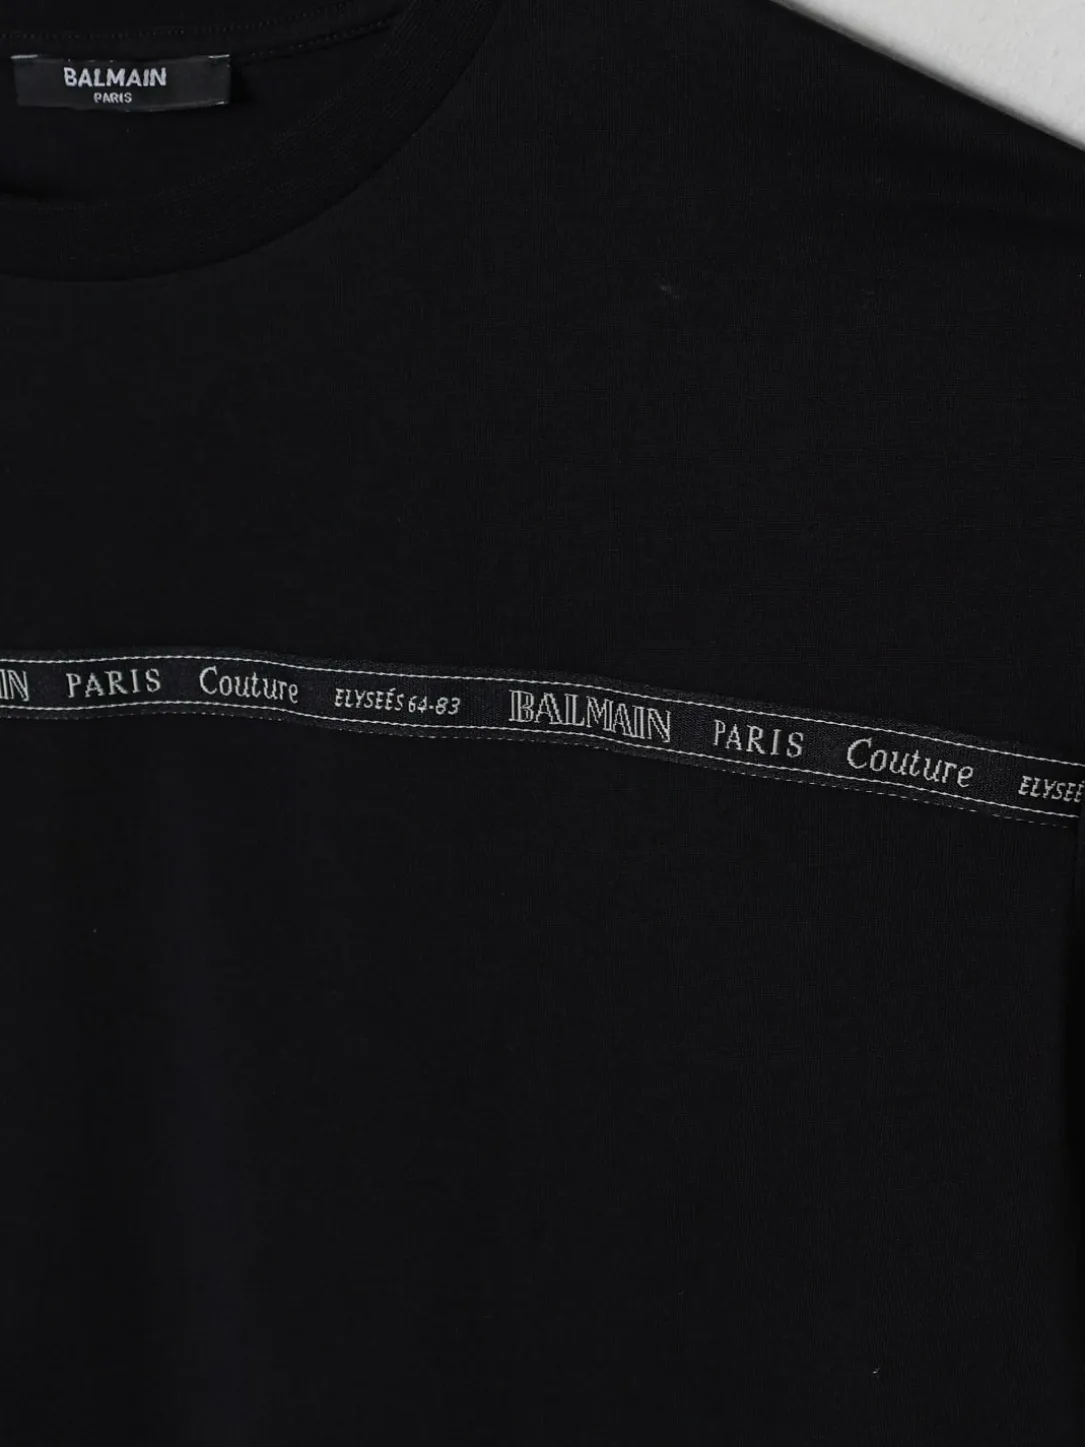 BALMAIN
PARIS
IN PARIS Couture ELYSEÉS 64-83 BALMAIN PARIS Couture ELYSEÉ